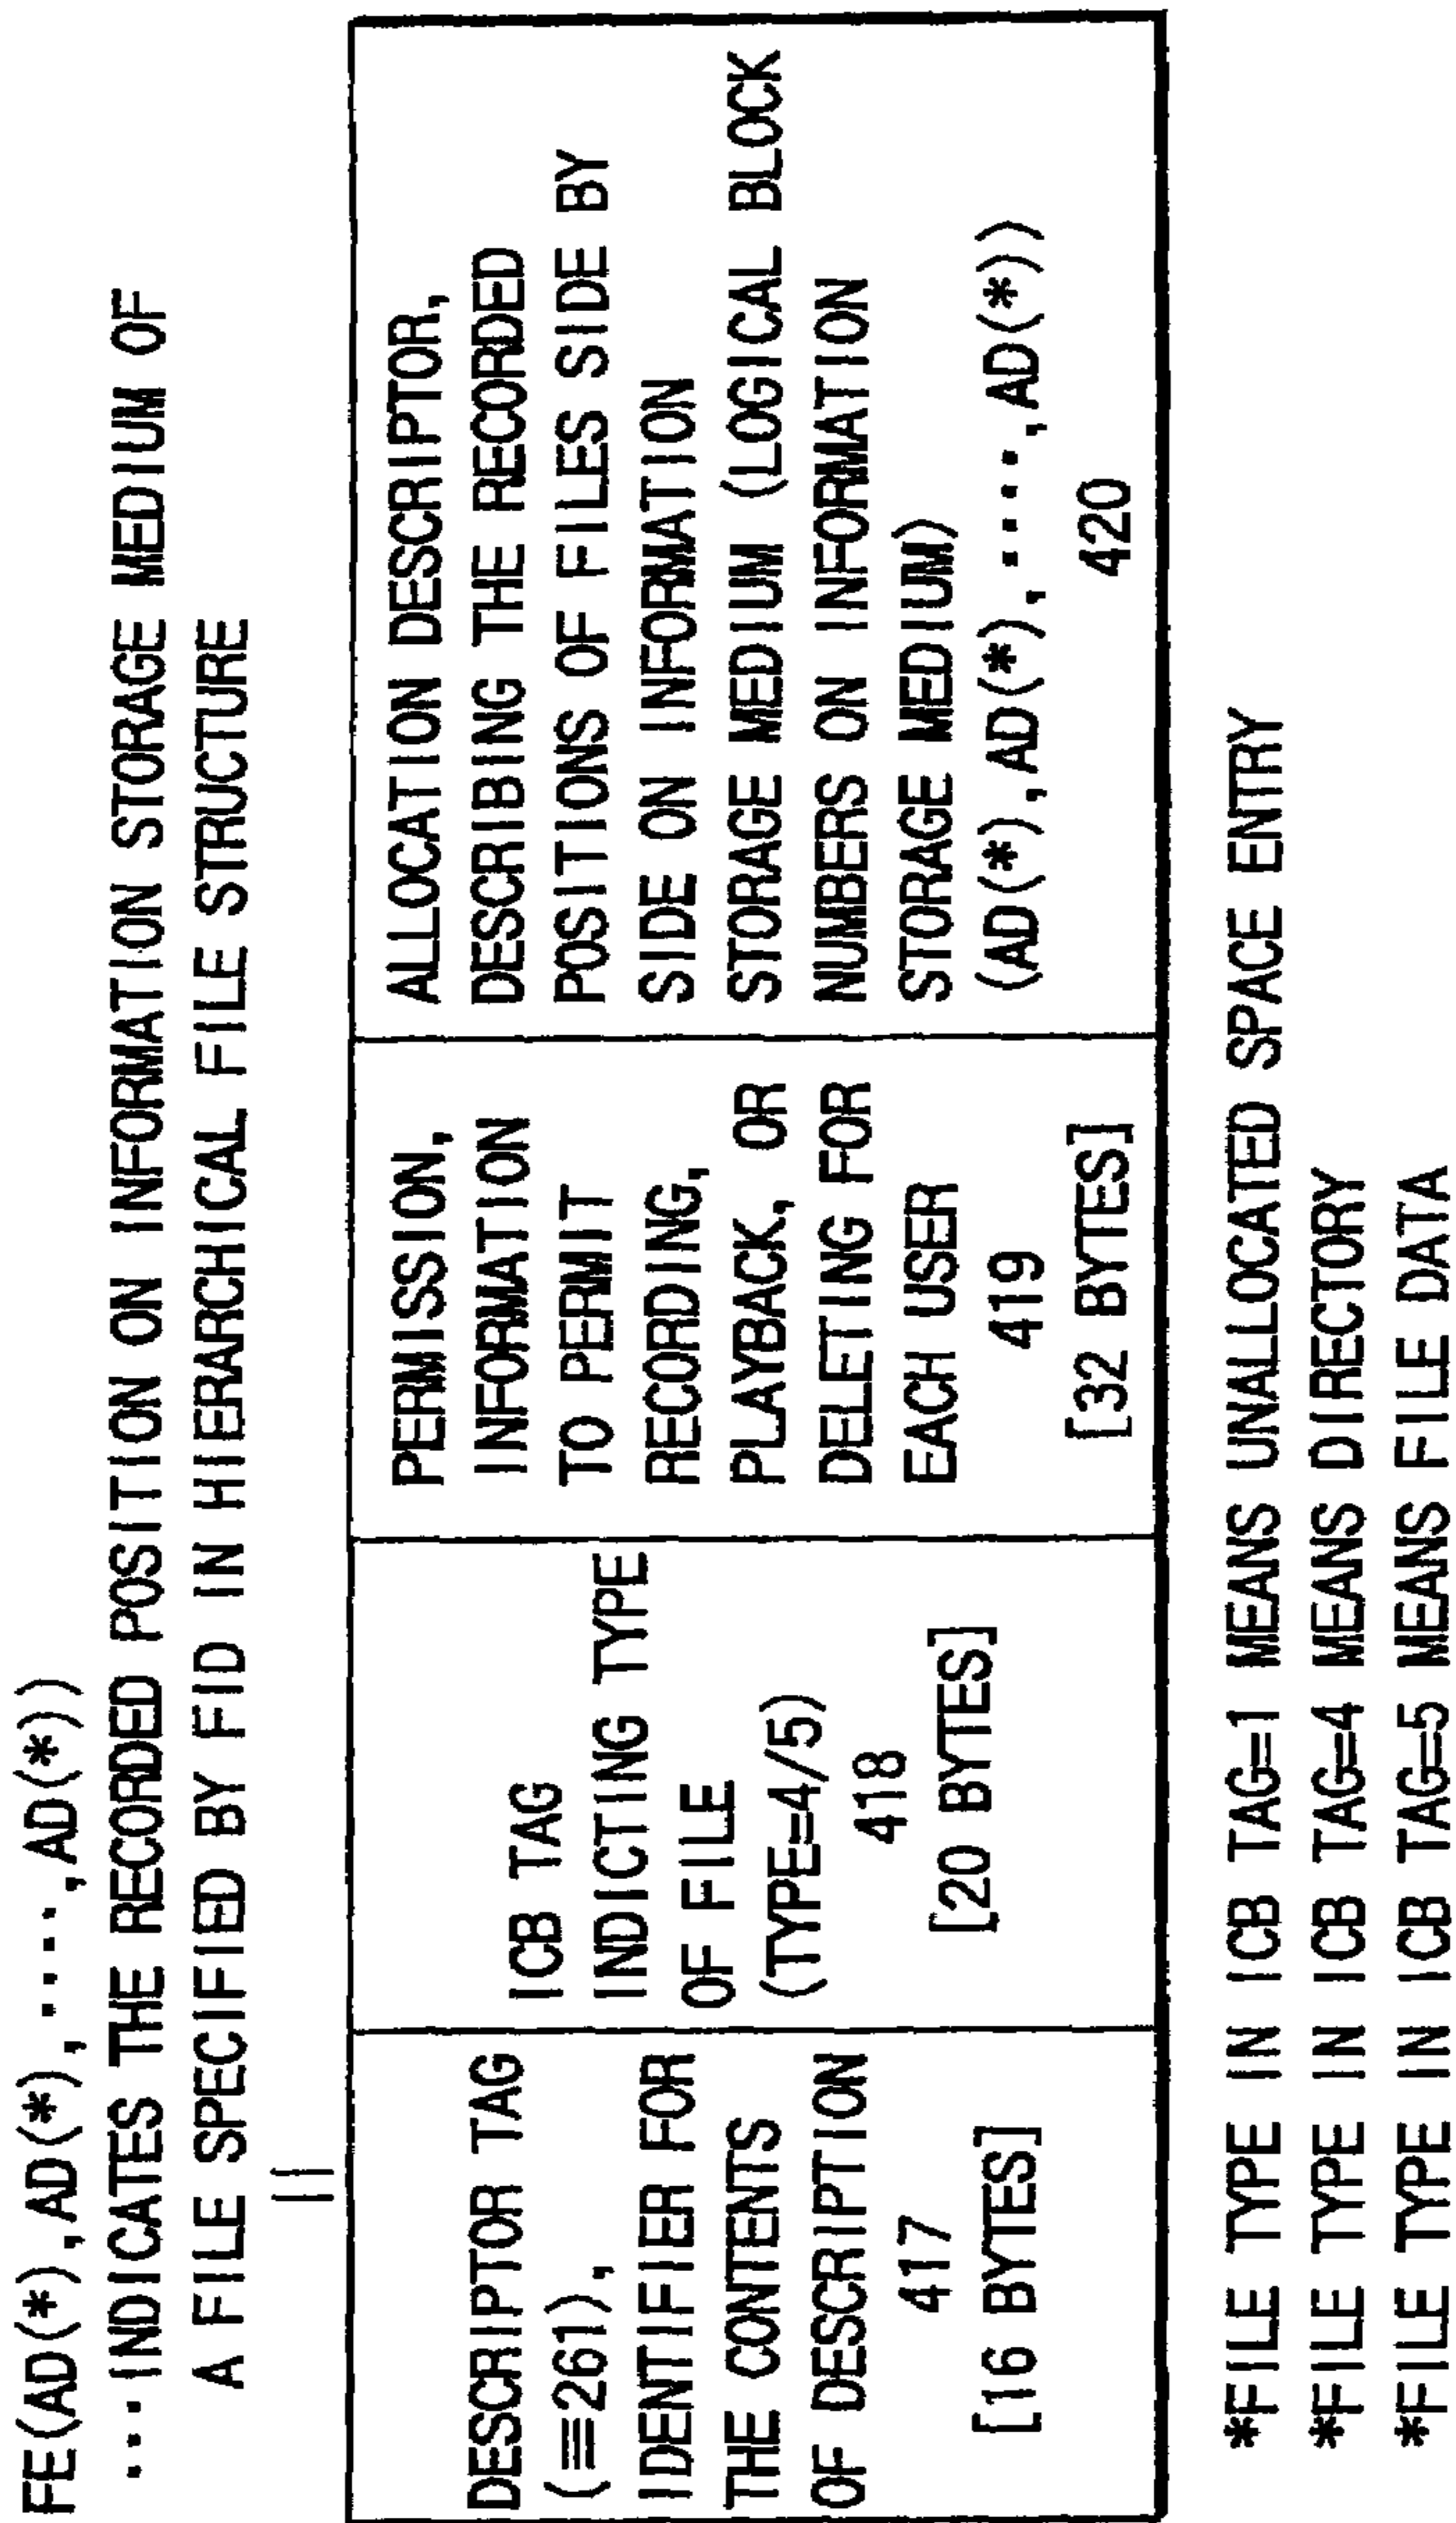 FE(AD(*),AD(*),····,AD(*))
···INDICATES THE RECORDED POSITION ON INFORMATION STORAGE MEDIUM OF
A FILE SPECIFIED BY FID IN HIERARCHICAL FILE STRUCTURE
||
DESCRIPTOR TAG
(≡261),
IDENTIFIER FOR
THE CONTENTS
OF DESCRIPTION
417
[16 BYTES]
ICB TAG
INDICTING TYPE
OF FILE
(TYPE=4/5)
418
[20 BYTES]
PERMISSION,
INFORMATION
TO PERMIT
RECORDING,
PLAYBACK, OR
DELETING FOR
EACH USER
419
[32 BYTES]
ALLOCATION DESCRIPTOR,
DESCRIBING THE RECORDED
POSITIONS OF FILES SIDE BY
SIDE ON INFORMATION
STORAGE MEDIUM (LOGICAL BLOCK
NUMBERS ON INFORMATION
STORAGE MEDIUM)
(AD(*),AD(*),····,AD(*))
420
*FILE TYPE IN ICB TAG=1 MEANS UNALLOCATED SPACE ENTRY
*FILE TYPE IN ICB TAG=4 MEANS DIRECTORY
*FILE TYPE IN ICB TAG=5 MEANS FILE DATA